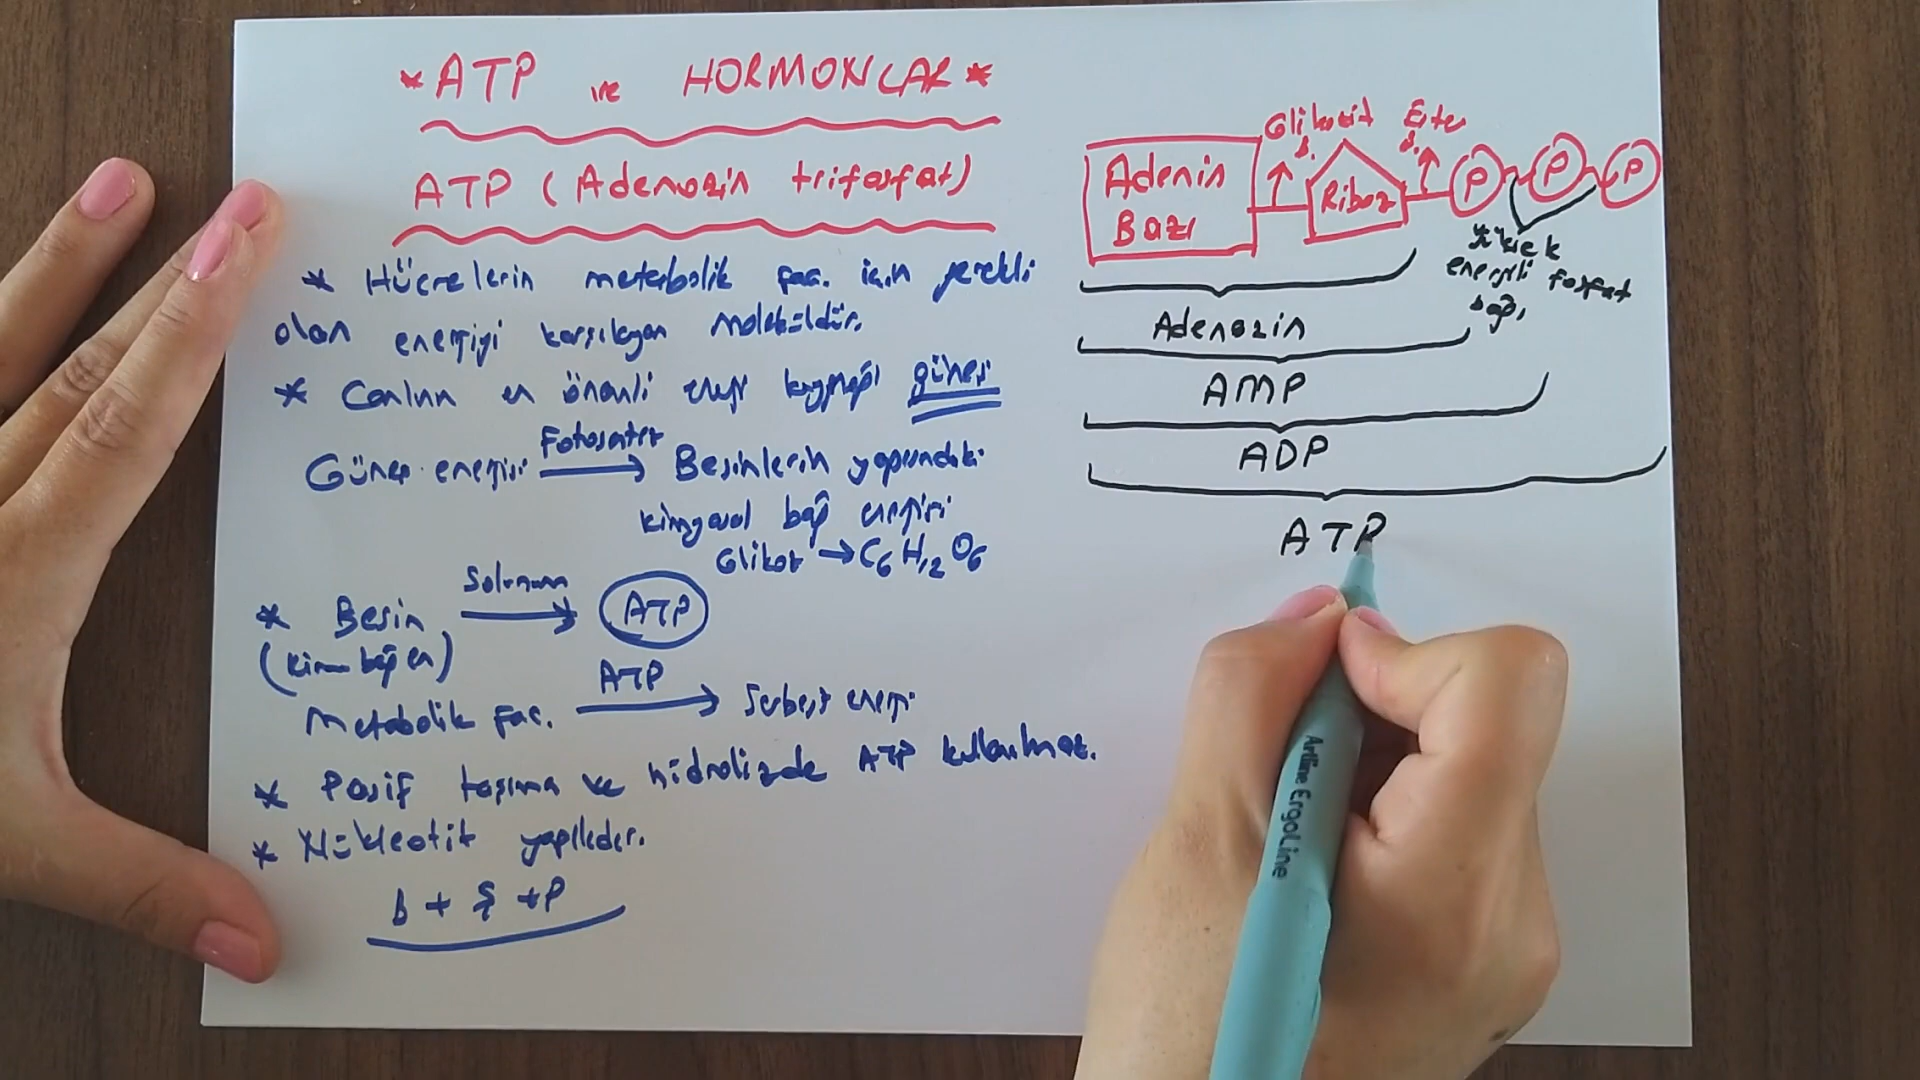 *ATP ve HORMONLAR*
ATP (Adenozin trifosfat)
* Hücrelerin metabolik faa. için gerekli
olan enerjiyi karşılayan moleküldür.
* Canlının en önemli enerji kaynağı güneş
Fotosentez
Güneş enerjisi → Besinlerin yapısındaki
kimyasal bağ enerjisi
Glikoz → C6H12O6
Solunum
* Besin → ATP
(kim bağ en)
ATP
Metabolik faa. → Serbest enerji
* Pasif taşıma ve hidrolizde ATP kullanılmaz.
* Nükleotit yapılıdır.
b + ş + P
Glikozit Ester
b. b.
Adenin Riboz P P P
Bazı
Yüksek
enerjili fosfat
bağı
Adenozin
AMP
ADP
ATP
Artline ErgoLine